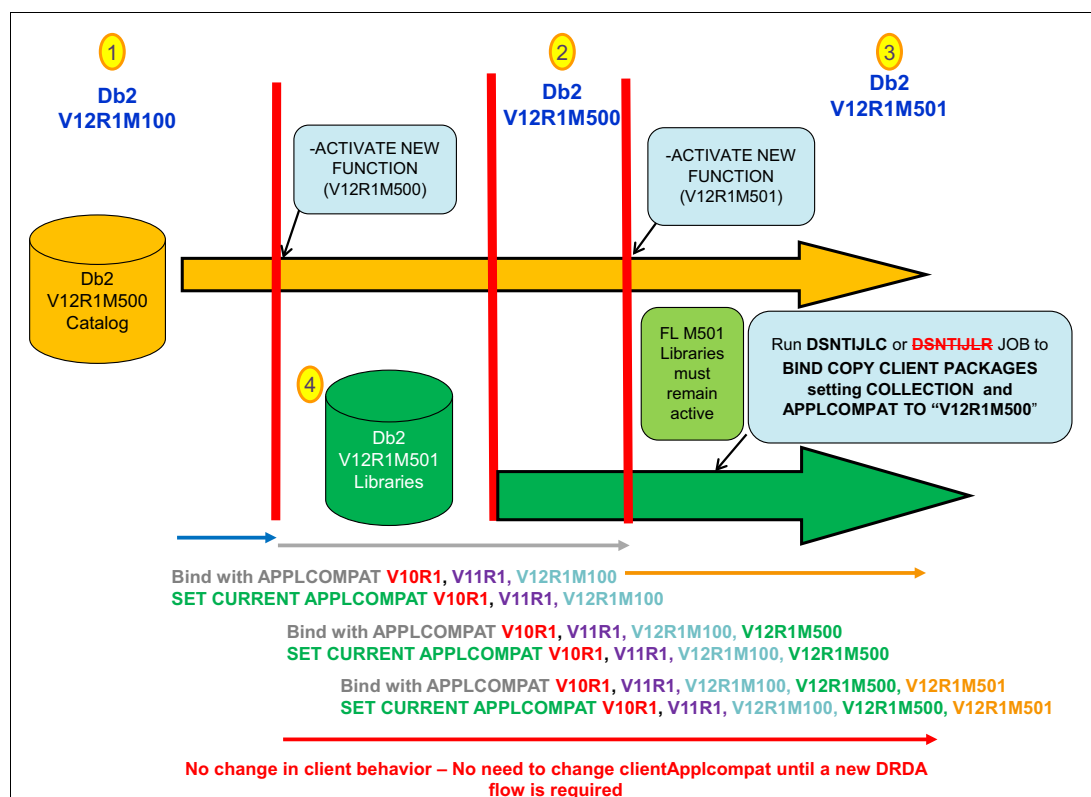 1
Db2
V12R1M100
2
Db2
V12R1M500
3
Db2
V12R1M501
-ACTIVATE NEW
FUNCTION
(V12R1M500)
-ACTIVATE NEW
FUNCTION
(V12R1M501)
Db2
V12R1M500
Catalog
4
Db2
V12R1M501
Libraries
FL M501
Libraries
must
remain
active
Run DSNTIJLC or DSNTIJLR JOB to
BIND COPY CLIENT PACKAGES
setting COLLECTION and
APPLCOMPAT TO “V12R1M500”
Bind with APPLCOMPAT V10R1, V11R1, V12R1M100
SET CURRENT APPLCOMPAT V10R1, V11R1, V12R1M100
Bind with APPLCOMPAT V10R1, V11R1, V12R1M100, V12R1M500
SET CURRENT APPLCOMPAT V10R1, V11R1, V12R1M100, V12R1M500
Bind with APPLCOMPAT V10R1, V11R1, V12R1M100, V12R1M500, V12R1M501
SET CURRENT APPLCOMPAT V10R1, V11R1, V12R1M100, V12R1M500, V12R1M501
No change in client behavior – No need to change clientApplcompat until a new DRDA
flow is required